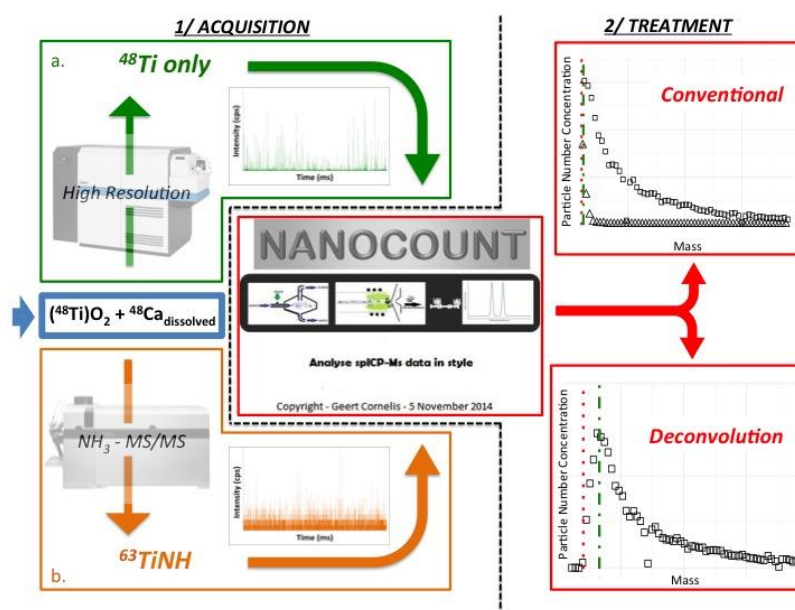 1/ ACQUISITION
2/ TREATMENT
a.
⁴⁸Ti only
Intensity (cps)
Time (ms)
High Resolution
(⁴⁸Ti)O₂ + ⁴⁸Ca dissolved
NH₃ - MS/MS
Intensity (cps)
Time (ms)
⁶³TiNH
b.
NANOCOUNT
Analyse spICP-Ms data in style
Copyright - Geert Cornelis - 5 November 2014
Conventional
Particle Number Concentration
Mass
Deconvolution
Particle Number Concentration
Mass